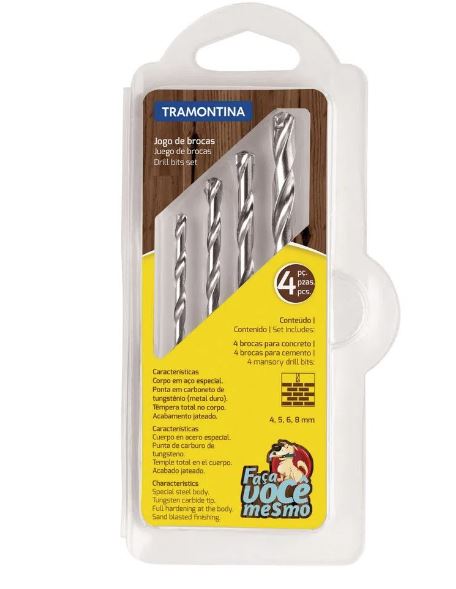 TRAMONTINA
Jogo de brocas
Juego de brocas
Drill bits set
4 pç.
pzas.
pcs.
Conteúdo |
Contenido | Set includes:
4 brocas para concreto |
4 brocas para cemento |
4 mansory drill bits:
4, 5, 6, 8 mm
Características
Corpo em aço especial.
Ponta em carboneto de
tungstênio (metal duro).
Têmpera total no corpo.
Acabamento jateado.
Características
Cuerpo en acero especial.
Punta de carburo de
tungsteno.
Temple total en el cuerpo.
Acabado jateado.
Characteristics
Special steel body.
Tungsten carbide tip.
Full hardening at the body.
Sand blasted finishing.
Faça
você
mesmo